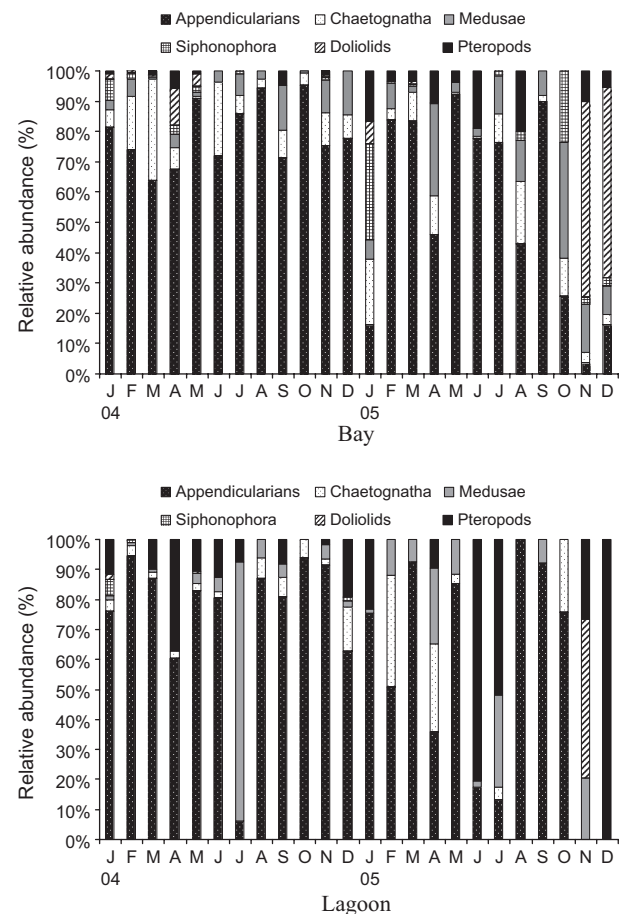 Appendicularians Chaetognatha Medusae
Siphonophora Doliolids Pteropods
Relative abundance (%)
100%
90%
80%
70%
60%
50%
40%
30%
20%
10%
0%
J F M A M J J A S O N D J F M A M J J A S O N D
04 05
Bay
Appendicularians Chaetognatha Medusae
Siphonophora Doliolids Pteropods
Relative abundance (%)
100%
90%
80%
70%
60%
50%
40%
30%
20%
10%
0%
J F M A M J J A S O N D J F M A M J J A S O N D
04 05
Lagoon